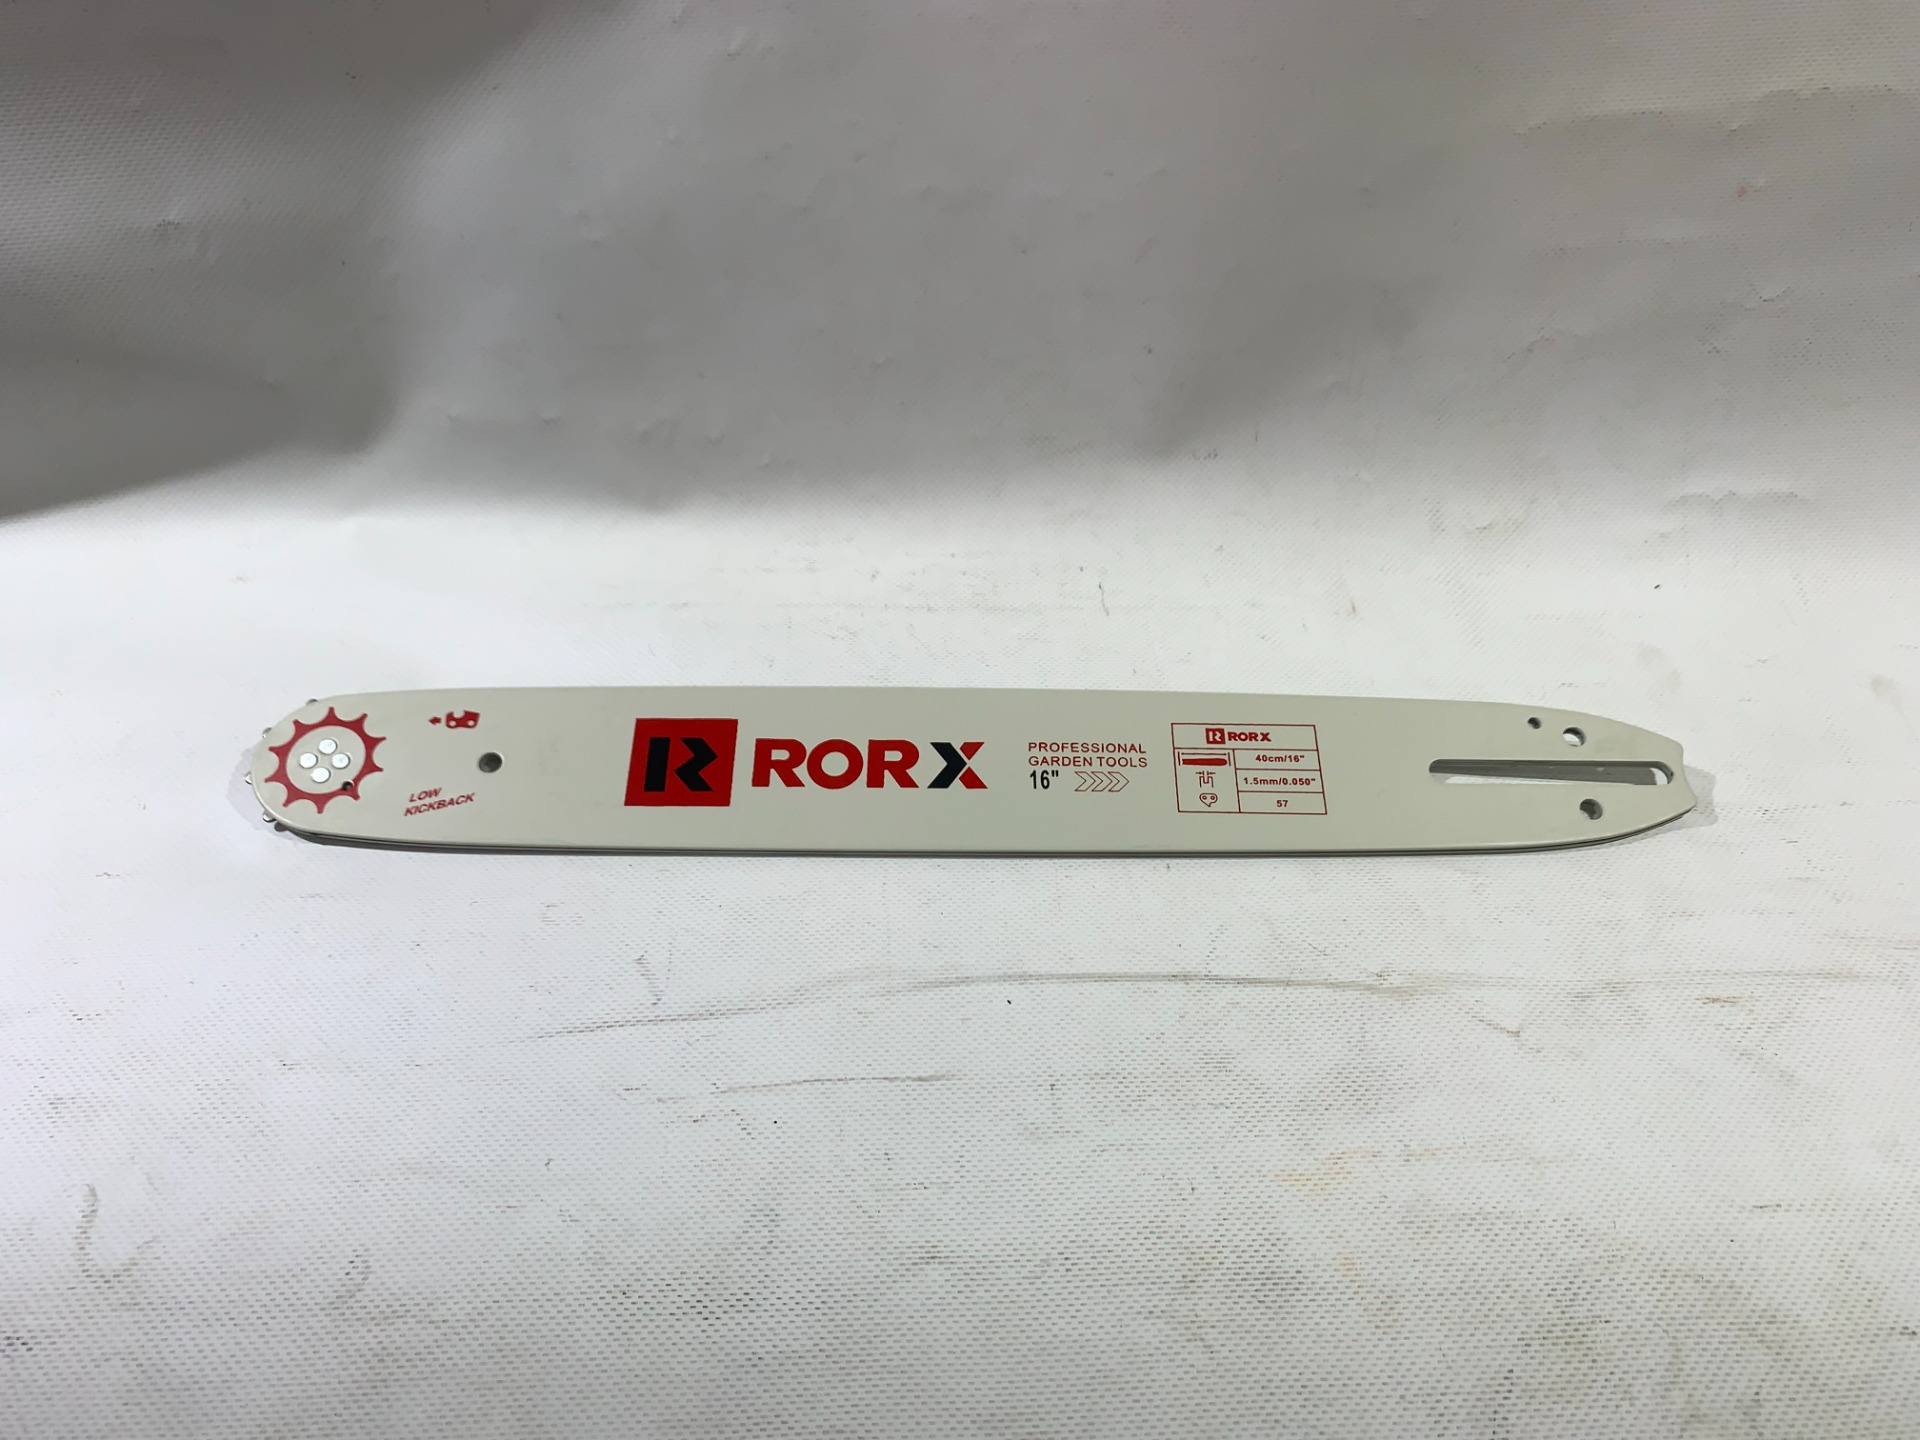 LOW
KICKBACK
R RORX
PROFESSIONAL
GARDEN TOOLS
16"
R RORX
40cm/16"
1.5mm/0.050"
57